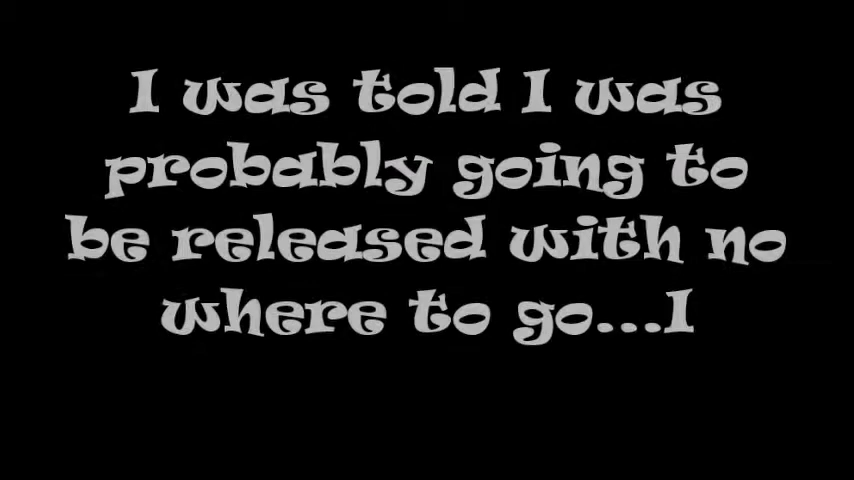 I was told I was
probably going to
be released with no
where to go...I